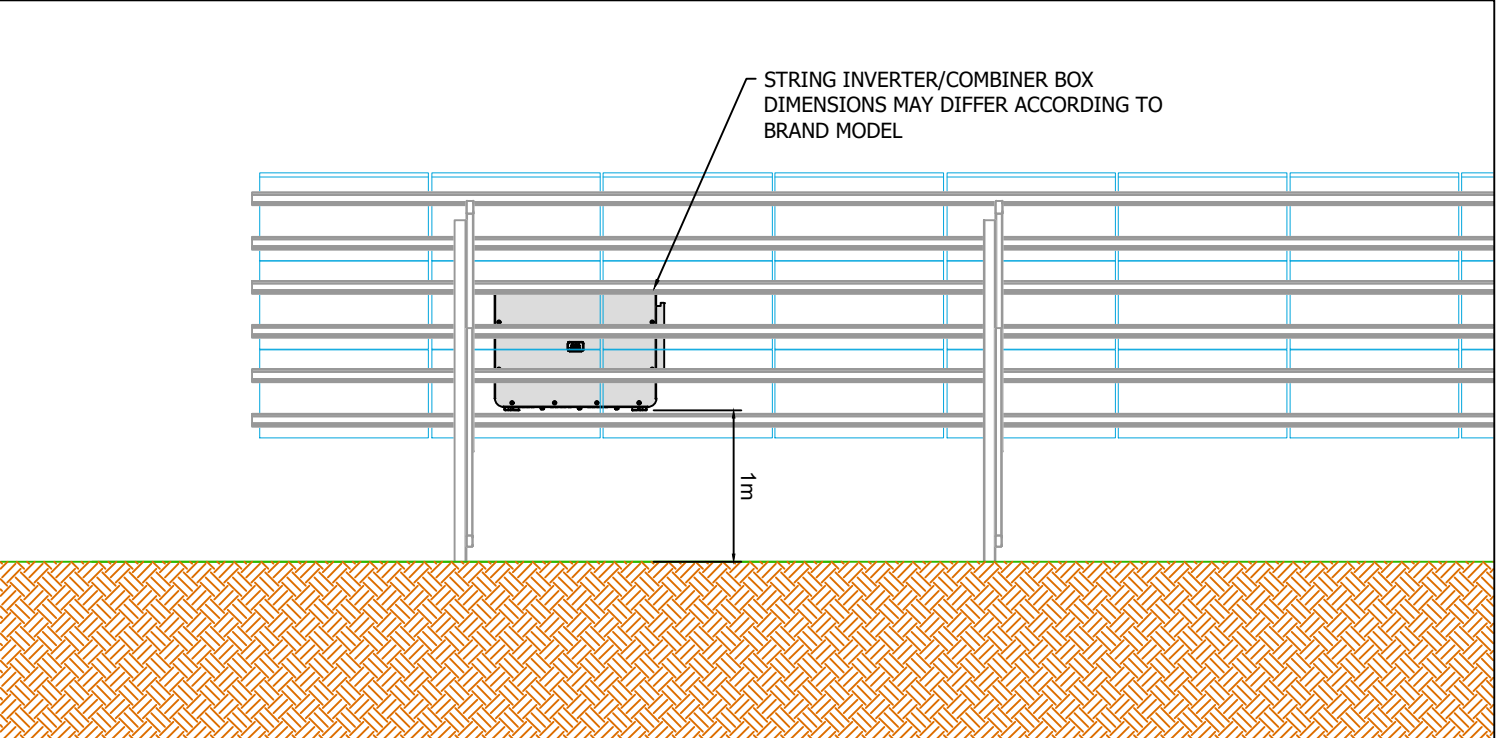 STRING INVERTER/COMBINER BOX
DIMENSIONS MAY DIFFER ACCORDING TO
BRAND MODEL
1m